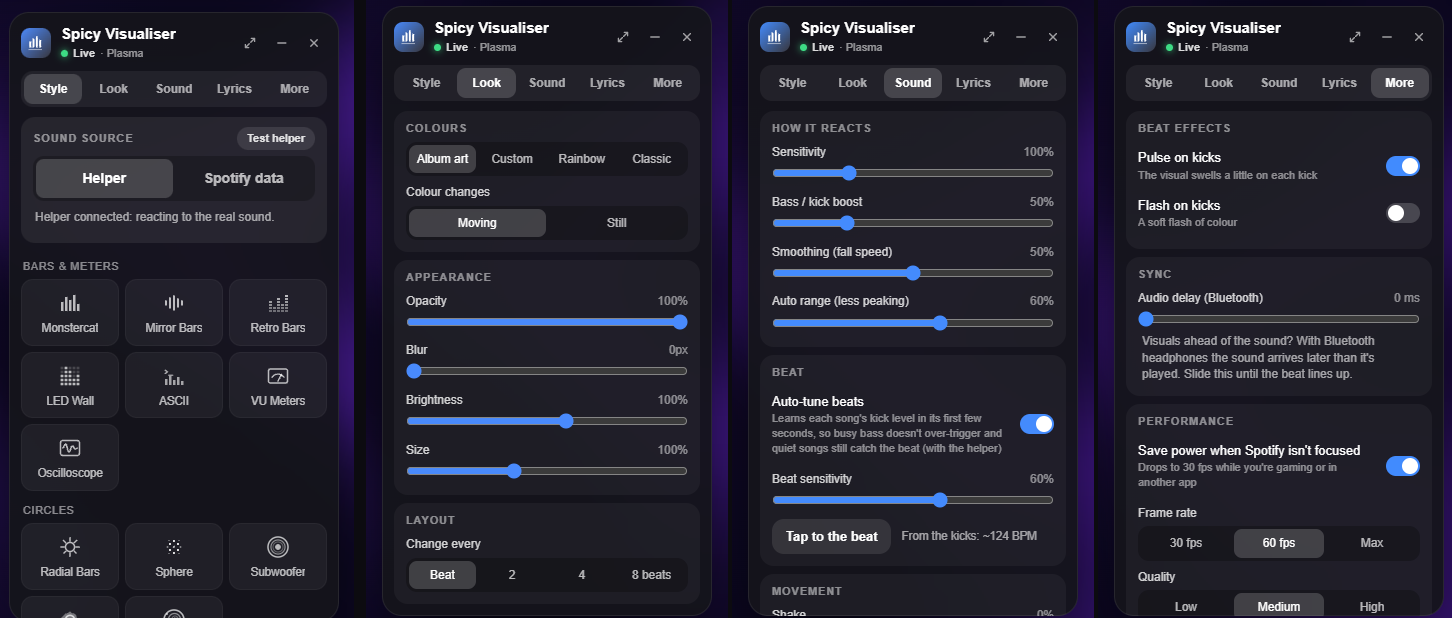 Spicy Visualiser
Live · Plasma
Style Look Sound Lyrics More
SOUND SOURCE
Test helper
Helper Spotify data
Helper connected: reacting to the real sound.
BARS & METERS
Monstercat Mirror Bars Retro Bars
LED Wall ASCII VU Meters
Oscilloscope
CIRCLES
Radial Bars Sphere Subwoofer
Spicy Visualiser
Live · Plasma
Style Look Sound Lyrics More
COLOURS
Album art Custom Rainbow Classic
Colour changes
Moving Still
APPEARANCE
Opacity 100%
Blur 0px
Brightness 100%
Size 100%
LAYOUT
Change every
Beat 2 4 8 beats
Spicy Visualiser
Live · Plasma
Style Look Sound Lyrics More
HOW IT REACTS
Sensitivity 100%
Bass / kick boost 50%
Smoothing (fall speed) 50%
Auto range (less peaking) 60%
BEAT
Auto-tune beats
Learns each song's kick level in its first few
seconds, so busy bass doesn't over-trigger and
quiet songs still catch the beat (with the helper)
Beat sensitivity 60%
Tap to the beat From the kicks: ~124 BPM
MOVEMENT
Shake 0%
Spicy Visualiser
Live · Plasma
Style Look Sound Lyrics More
BEAT EFFECTS
Pulse on kicks
The visual swells a little on each kick
Flash on kicks
A soft flash of colour
SYNC
Audio delay (Bluetooth) 0 ms
Visuals ahead of the sound? With Bluetooth
headphones the sound arrives later than it's
played. Slide this until the beat lines up.
PERFORMANCE
Save power when Spotify isn't focused
Drops to 30 fps while you're gaming or in
another app
Frame rate
30 fps 60 fps Max
Quality
Low Medium High